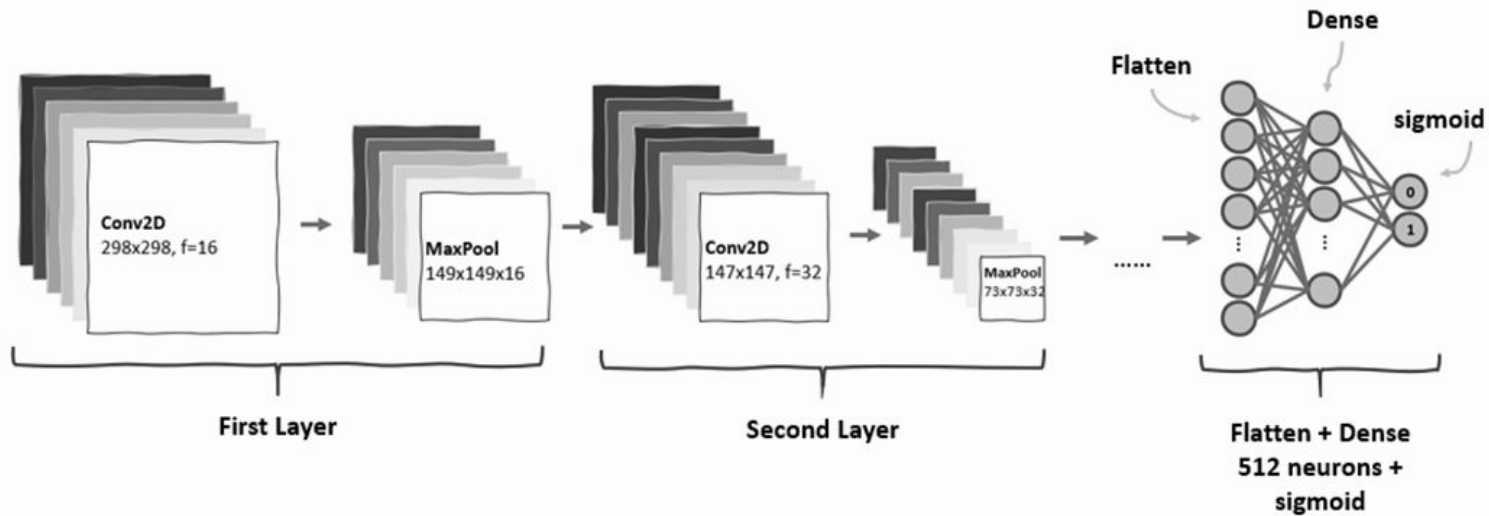 Conv2D
298x298, f=16
MaxPool
149x149x16
First Layer
Conv2D
147x147, f=32
MaxPool
73x73x32
Second Layer
......
Flatten
Dense
sigmoid
0
1
Flatten + Dense
512 neurons +
sigmoid